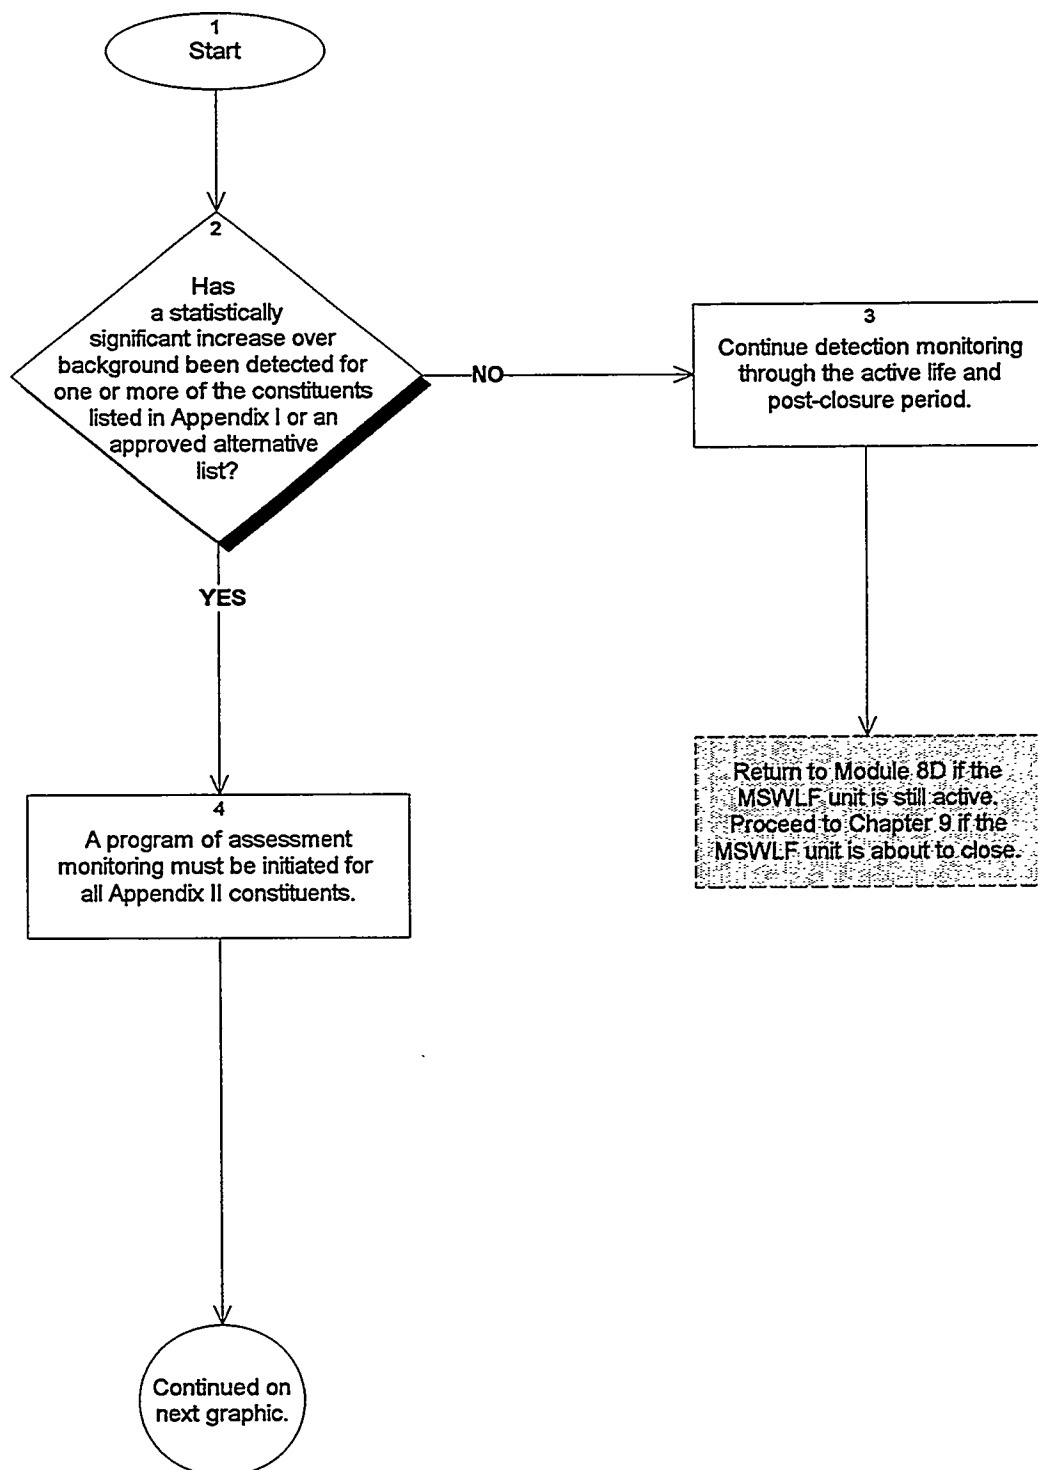 1
Start
2
Has
a statistically
significant increase over
background been detected for
one or more of the constituents
listed in Appendix I or an
approved alternative
list?
NO
3
Continue detection monitoring
through the active life and
post-closure period.
YES
Return to Module 8D if the
MSWLF unit is still active.
Proceed to Chapter 9 if the
MSWLF unit is about to close.
4
A program of assessment
monitoring must be initiated for
all Appendix II constituents.
Continued on
next graphic.